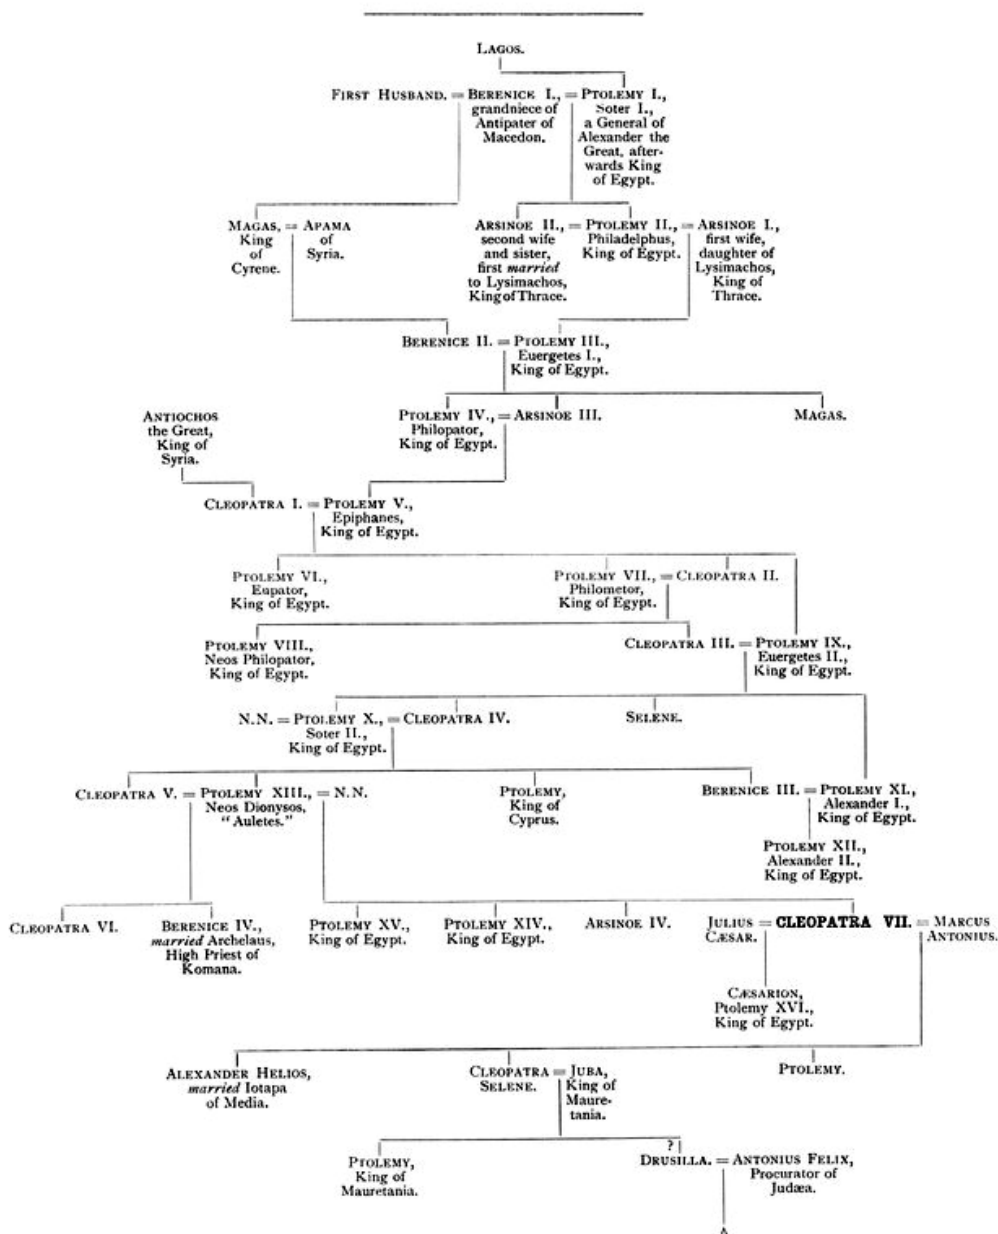 LAGOS.
FIRST HUSBAND. = BERENICE I., = PTOLEMY I.,
grandniece of
Antipater of
Macedon.
Soter I.,
a General of
Alexander the
Great, after-
wards King
of Egypt.
MAGAS, = APAMA
King
of
Cyrene.
of
Syria.
ARSINOE II., = PTOLEMY II., = ARSINOE I.,
second wife
and sister,
first married
to Lysimachos,
King of Thrace.
Philadelphus,
King of Egypt.
first wife,
daughter of
Lysimachos,
King of
Thrace.
BERENICE II. = PTOLEMY III.,
Euergetes I.,
King of Egypt.
ANTIOCHOS
the Great,
King of
Syria.
PTOLEMY IV., = ARSINOE III.
Philopator,
King of Egypt.
MAGAS.
CLEOPATRA I. = PTOLEMY V.,
Epiphanes,
King of Egypt.
PTOLEMY VI.,
Eupator,
King of Egypt.
PTOLEMY VII., = CLEOPATRA II.
Philometor,
King of Egypt.
PTOLEMY VIII.,
Neos Philopator,
King of Egypt.
CLEOPATRA III. = PTOLEMY IX.,
Euergetes II.,
King of Egypt.
N.N. = PTOLEMY X., = CLEOPATRA IV.
Soter II.,
King of Egypt.
SELENE.
CLEOPATRA V. = PTOLEMY XIII., = N.N.
Neos Dionysos,
"Auletes."
PTOLEMY,
King of
Cyprus.
BERENICE III. = PTOLEMY XI.,
Alexander I.,
King of Egypt.
PTOLEMY XII.,
Alexander II.,
King of Egypt.
CLEOPATRA VI.
BERENICE IV.,
married Archelaus,
High Priest of
Komana.
PTOLEMY XV.,
King of Egypt.
PTOLEMY XIV.,
King of Egypt.
ARSINOE IV.
JULIUS = CLEOPATRA VII. = MARCUS
CÆSAR.
ANTONIUS.
CÆSARION,
Ptolemy XVI.,
King of Egypt.
ALEXANDER HELIOS,
married Iotapa
of Media.
CLEOPATRA = JUBA,
SELENE.
King of
Maure-
tania.
PTOLEMY.
PTOLEMY,
King of
Mauretania.
?
DRUSILLA. = ANTONIUS FELIX,
Procurator of
Judæa.